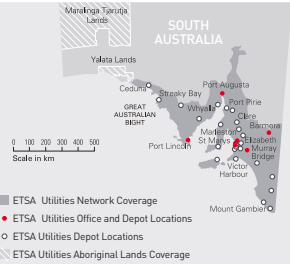 Maralinga Tjarutja
Lands
SOUTH
AUSTRALIA
Yalata Lands
Ceduna
Streaky Bay
Port Augusta
GREAT
AUSTRALIAN
BIGHT
Whyalla
Port Pirie
Clere
Barmera
Marleston
St Marys
Elizabeth
Murray
Bridge
Port Lincoln
Victor
Harbour
Mount Gambier
0 100 200 300 400 500
Scale in km
ETSA Utilities Network Coverage
ETSA Utilities Office and Depot Locations
ETSA Utilities Depot Locations
ETSA Utilities Aboriginal Lands Coverage